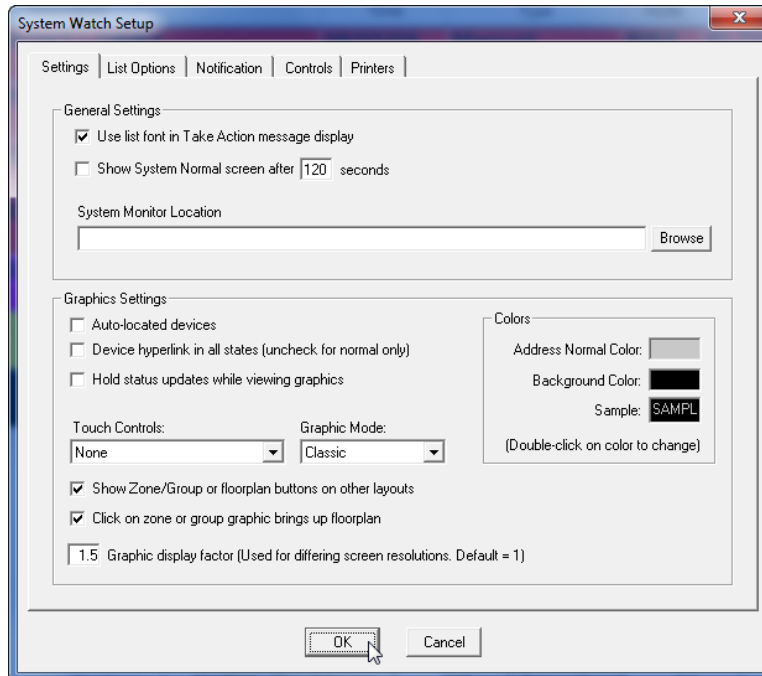 System Watch Setup
Settings
List Options
Notification
Controls
Printers
General Settings
Use list font in Take Action message display
Show System Normal screen after 120 seconds
System Monitor Location
Browse
Graphics Settings
Auto-located devices
Device hyperlink in all states (uncheck for normal only)
Hold status updates while viewing graphics
Colors
Address Normal Color:
Background Color:
Sample: SAMPL
(Double-click on color to change)
Touch Controls:
Graphic Mode:
None
Classic
Show Zone/Group or floorplan buttons on other layouts
Click on zone or group graphic brings up floorplan
1.5 Graphic display factor (Used for differing screen resolutions. Default = 1)
OK
Cancel